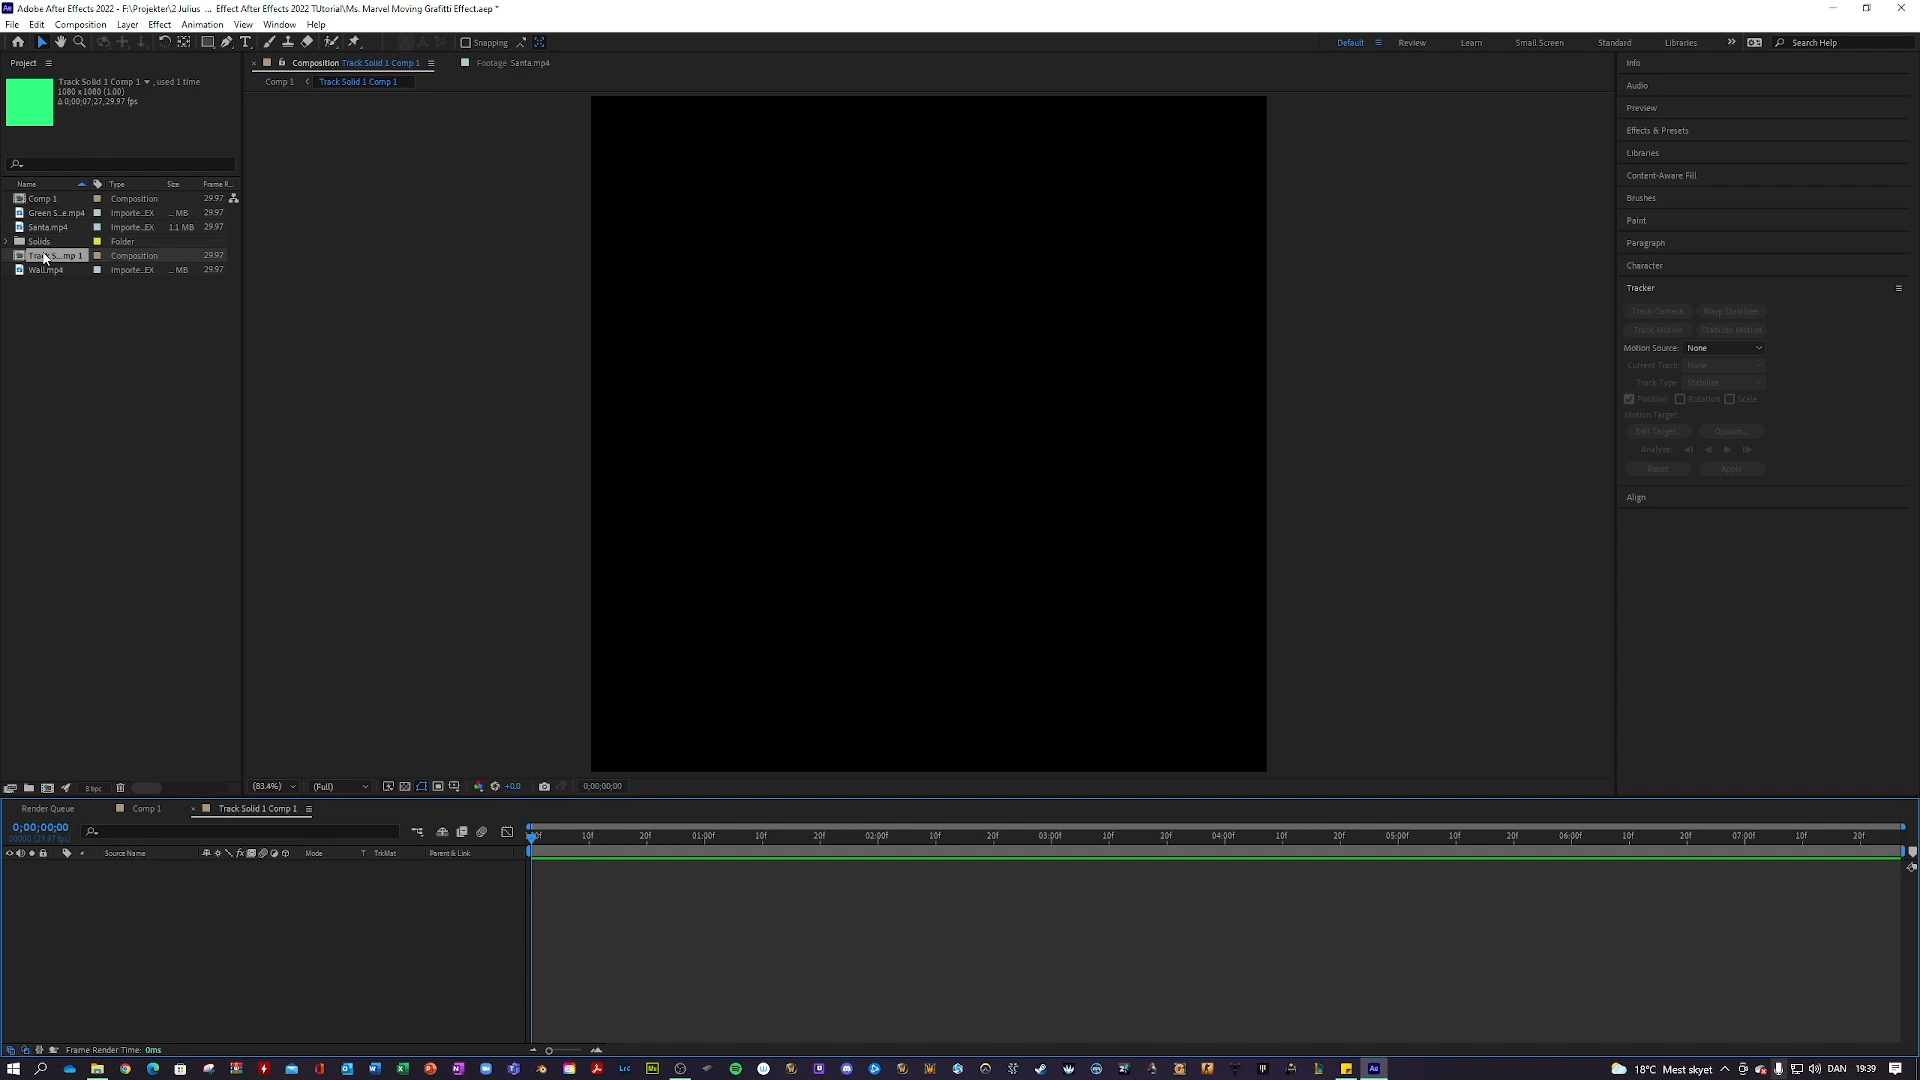 Adobe After Effects 2022 - F:\Projekter\2 Julius ... Effect After Effects 2022 TUtorial\Ms. Marvel Moving Grafitti Effect.aep *
File Edit Composition Layer Effect Animation View Window Help
Snapping
Default Review Learn Small Screen Standard Libraries Search Help
Project
Composition Track Solid 1 Comp 1
Footage Santa.mp4
Comp 1 Track Solid 1 Comp 1
Track Solid 1 Comp 1 , used 1 time
1080 x 1080 (1.00)
Δ 0;00;07;27, 29.97 fps
Name Type Size Frame R...
Comp 1 Composition 29.97
Green S...e.mp4 Importe...EX ... MB 29.97
Santa.mp4 Importe...EX 1.1 MB 29.97
Solids Folder
Track S...mp 1 Composition 29.97
Wall.mp4 Importe...EX ... MB 29.97
8 bpc
Info
Audio
Preview
Effects & Presets
Libraries
Content-Aware Fill
Brushes
Paint
Paragraph
Character
Tracker
Track Camera Warp Stabilizer
Track Motion Stabilize Motion
Motion Source: None
Current Track: None
Track Type: Stabilize
Position Rotation Scale
Motion Target:
Edit Target... Options...
Analyze:
Reset Apply
Align
(83.4%) (Full) +0.0 0;00;00;00
Render Queue Comp 1 Track Solid 1 Comp 1
0;00;00;00
00000 (29.97 fps)
:00f 10f 20f 01:00f 10f 20f 02:00f 10f 20f 03:00f 10f 20f 04:00f 10f 20f 05:00f 10f 20f 06:00f 10f 20f 07:00f 10f 20f
# Source Name fx Mode T TrkMat Parent & Link
Frame Render Time: 0ms
18°C Mest skyet DAN 19:39